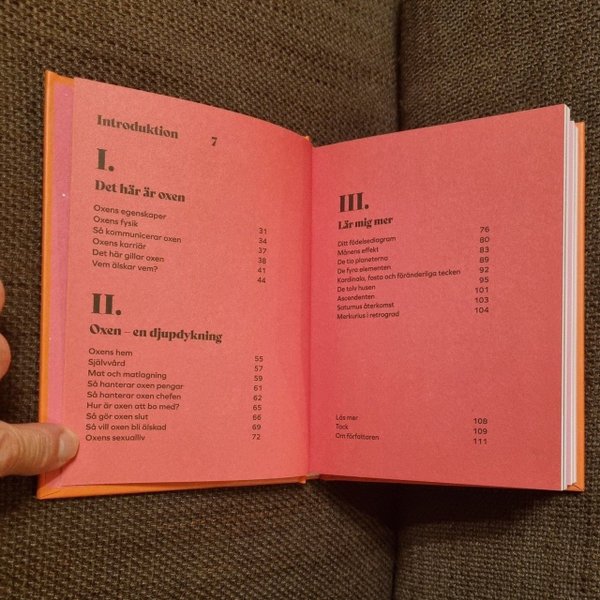 Introduktion 7
I.
Det här är oxen
Oxens egenskaper 31
Oxens fysik 34
Så kommunicerar oxen 37
Oxens karriär 38
Det här gillar oxen 41
Vem älskar vem? 44
II.
Oxen – en djupdykning
Oxens hem 55
Självvård 57
Mat och matlagning 59
Så hanterar oxen pengar 61
Så hanterar oxen chefen 62
Hur är oxen att bo med? 65
Så gör oxen slut 66
Så vill oxen bli älskad 69
Oxens sexualliv 72
III.
Lär mig mer
Ditt födelsediagram 76
Månens effekt 80
De tio planeterna 83
De fyra elementen 89
Kardinala, fasta och föränderliga tecken 92
De tolv husen 95
Ascendenten 101
Saturnus återkomst 103
Merkurius i retrograd 104
Läs mer 108
Tack 109
Om författaren 111